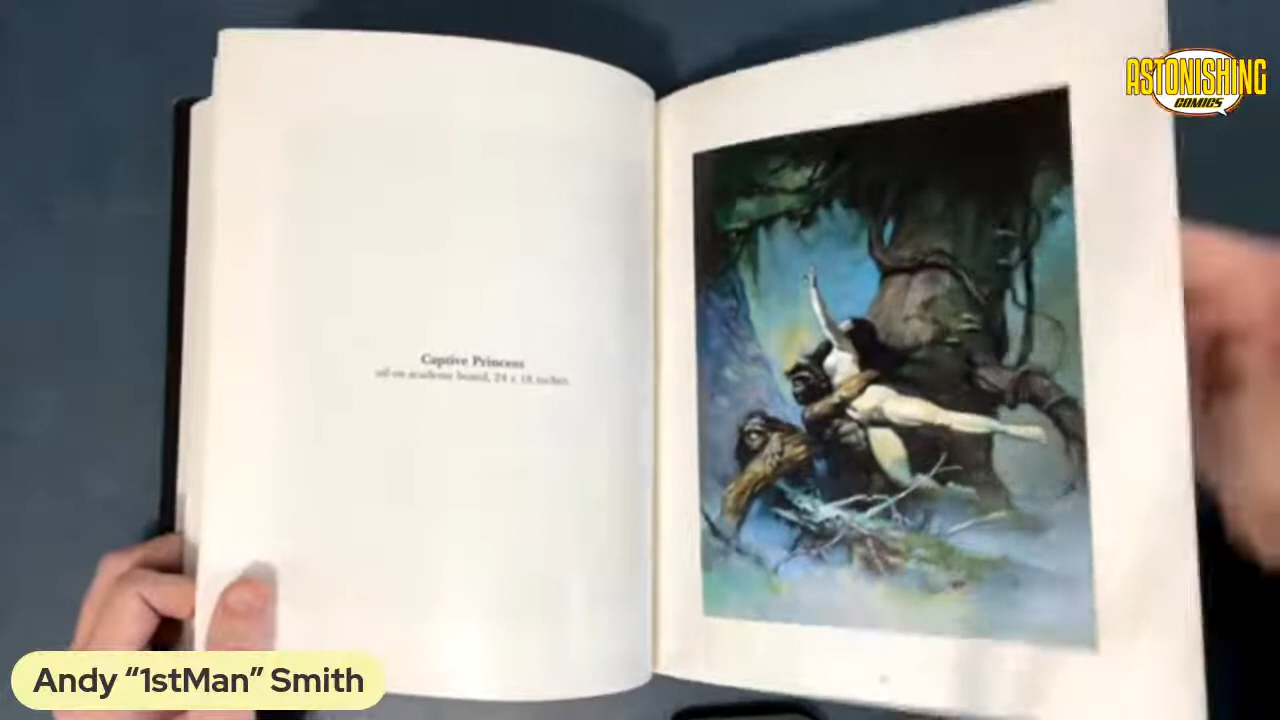 ASTONISHING
COMICS
Captive Princess
oil on academy board, 24 x 18 inches
Andy “1stMan” Smith